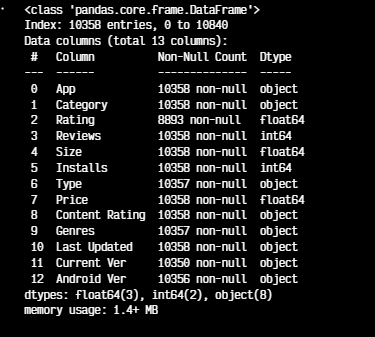 <class 'pandas.core.frame.DataFrame'>
Index: 10358 entries, 0 to 10840
Data columns (total 13 columns):
 #   Column          Non-Null Count  Dtype
---  ------          --------------  -----
 0   App             10358 non-null  object
 1   Category        10358 non-null  object
 2   Rating          8893 non-null   float64
 3   Reviews         10358 non-null  int64
 4   Size            10358 non-null  float64
 5   Installs        10358 non-null  int64
 6   Type            10357 non-null  object
 7   Price           10358 non-null  float64
 8   Content Rating  10358 non-null  object
 9   Genres          10357 non-null  object
 10  Last Updated    10358 non-null  object
 11  Current Ver     10350 non-null  object
 12  Android Ver     10356 non-null  object
dtypes: float64(3), int64(2), object(8)
memory usage: 1.4+ MB